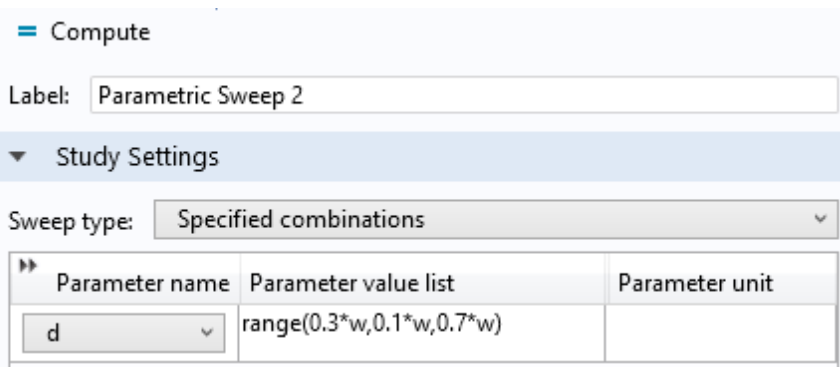 = Compute
Label: Parametric Sweep 2
Study Settings
Sweep type: Specified combinations
Parameter name Parameter value list Parameter unit
d range(0.3*w,0.1*w,0.7*w)